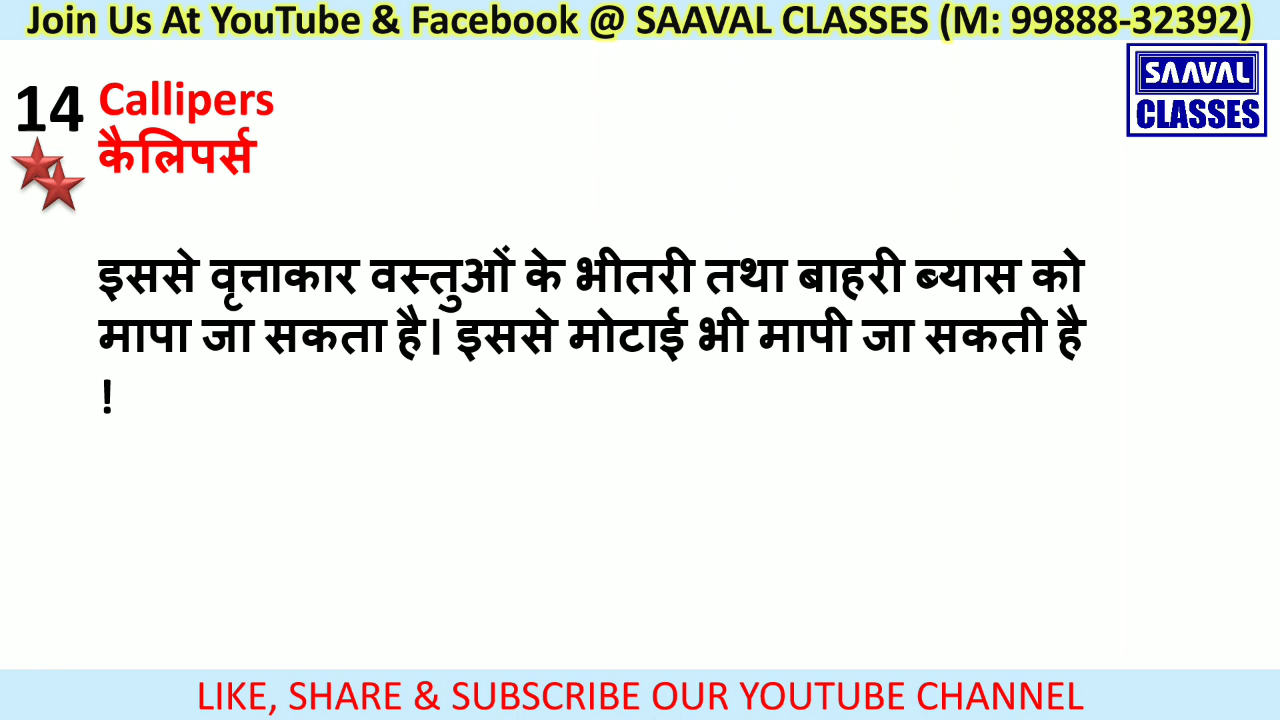 Join Us At YouTube & Facebook @ SAAVAL CLASSES (M: 99888-32392)
SAAVAL
CLASSES
14 Callipers
कैलिपर्स
इससे वृत्ताकार वस्तुओं के भीतरी तथा बाहरी ब्यास को
मापा जा सकता है। इससे मोटाई भी मापी जा सकती है
!
LIKE, SHARE & SUBSCRIBE OUR YOUTUBE CHANNEL